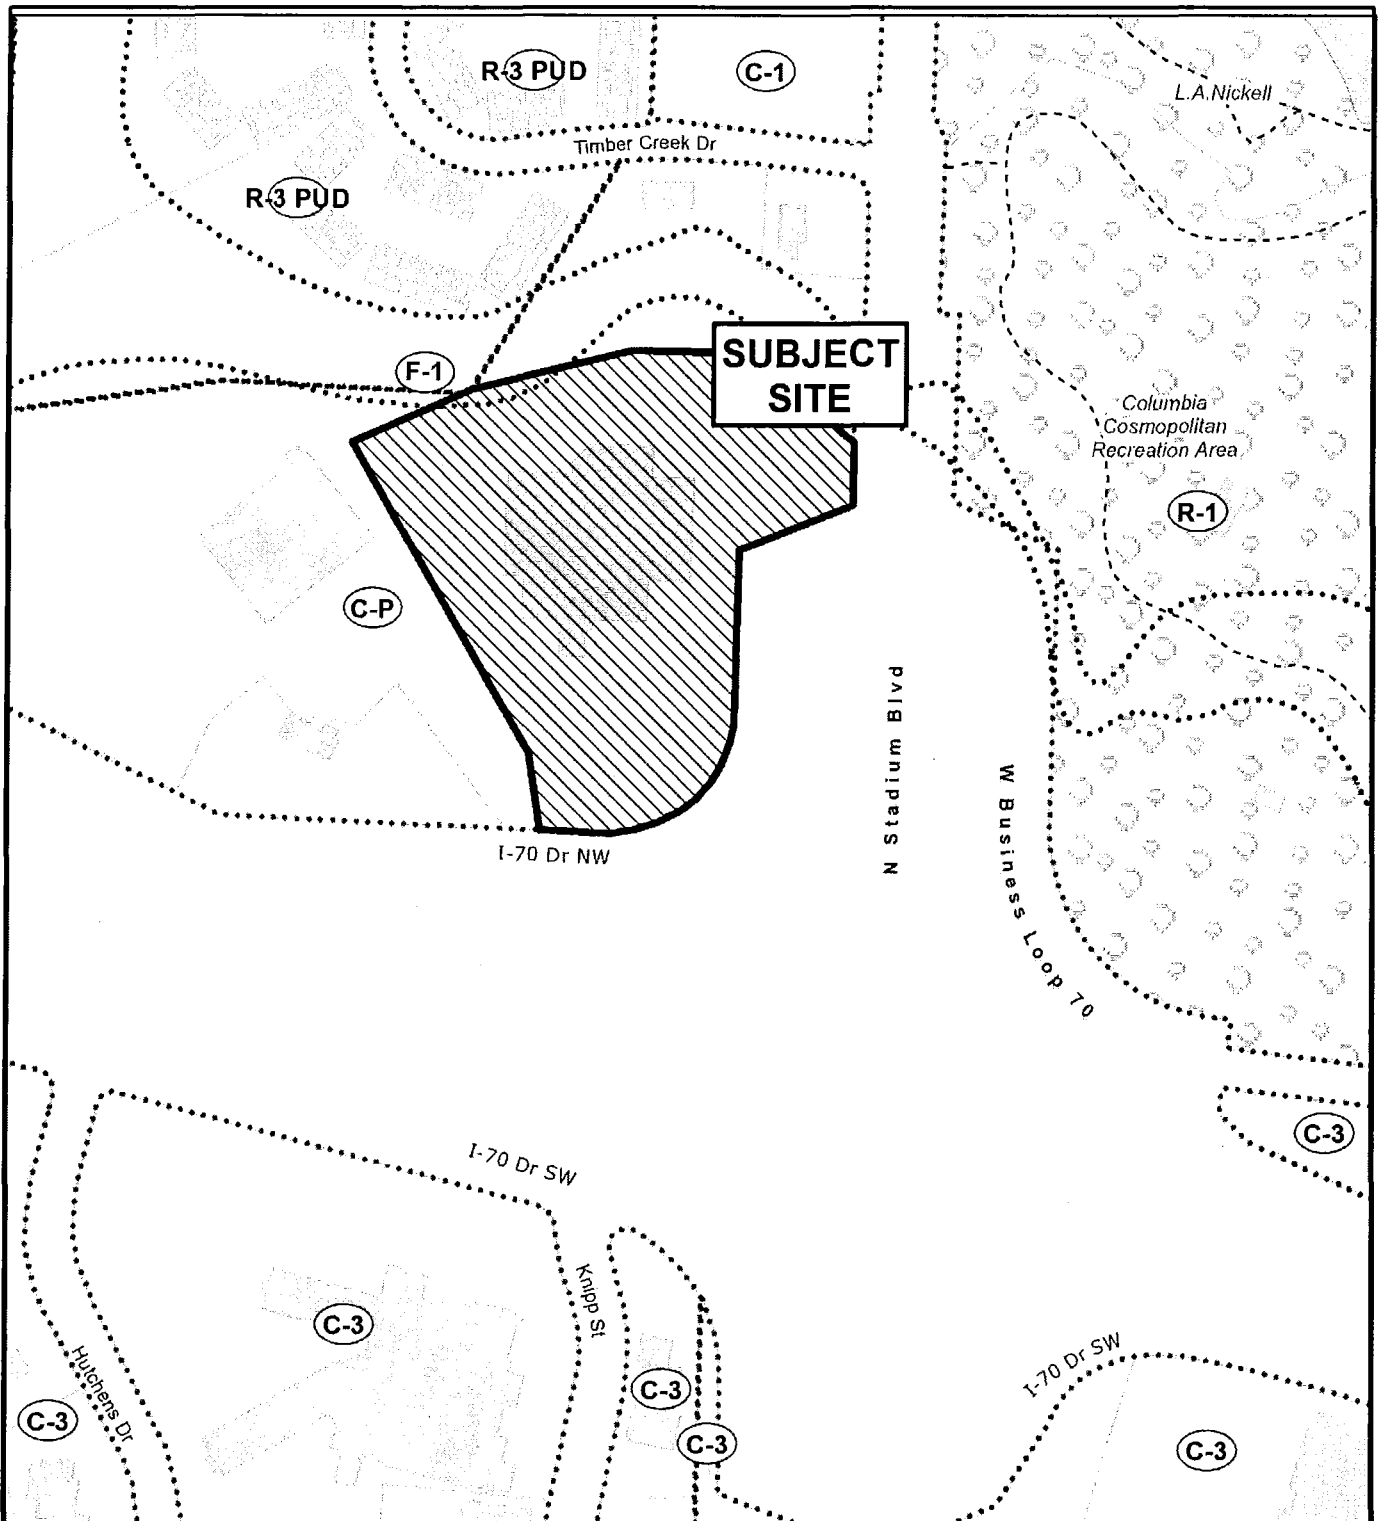 R-3 PUD
C-1
L.A.Nickell
Timber Creek Dr
R-3 PUD
SUBJECT
SITE
F-1
Columbia
Cosmopolitan
Recreation Area
R-1
C-P
N Stadium Blvd
W Business Loop 70
I-70 Dr NW
C-3
I-70 Dr SW
Knipp St
C-3
Hutchens Dr
I-70 Dr SW
C-3
C-3
C-3
C-3